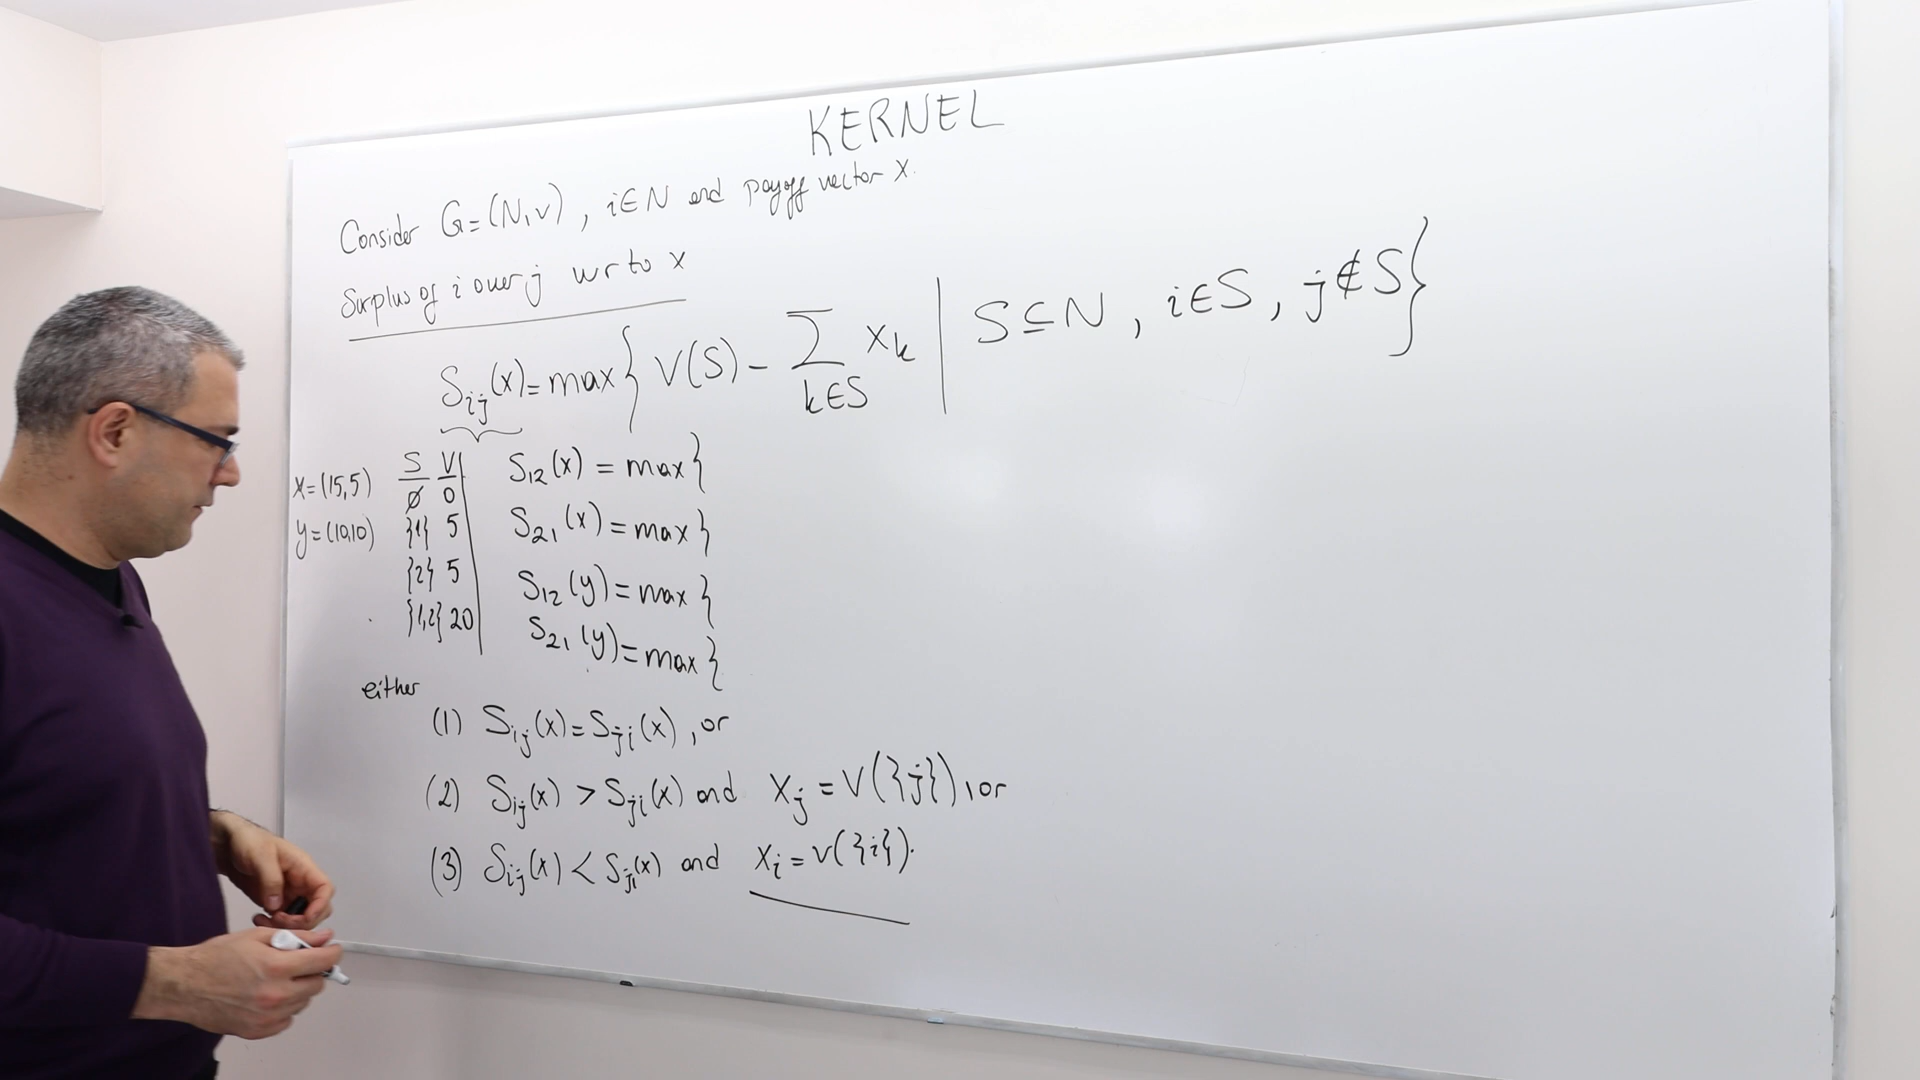 KERNEL
Consider G=(N,v), i∈N and payoff vector x.
Surplus of i over j wr to x
S_ij(x)=max{ V(S) - ∑_{k∈S} x_k | S⊆N, i∈S, j∉S}
x=(15,5)
y=(10,10)
S V
∅ 0
{1} 5
{2} 5
{1,2} 20
S_12(x) = max{
S_21(x) = max{
S_12(y) = max{
S_21(y) = max{
either
(1) S_ij(x)=S_ji(x), or
(2) S_ij(x) > S_ji(x) and x_j = V({j}), or
(3) S_ij(x) < S_ji(x) and x_i = v({i}).